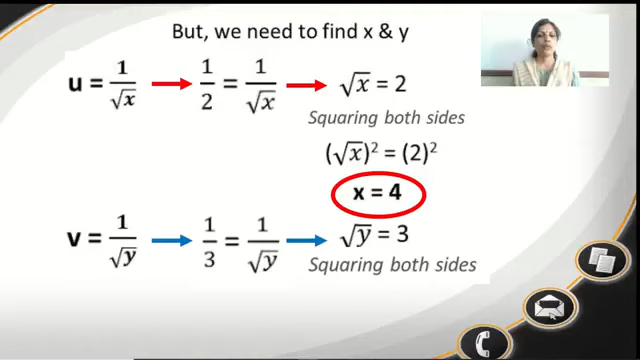 But, we need to find x & y
u = 1/√x → 1/2 = 1/√x → √x = 2
Squaring both sides
(√x)² = (2)²
x = 4
v = 1/√y → 1/3 = 1/√y → √y = 3
Squaring both sides